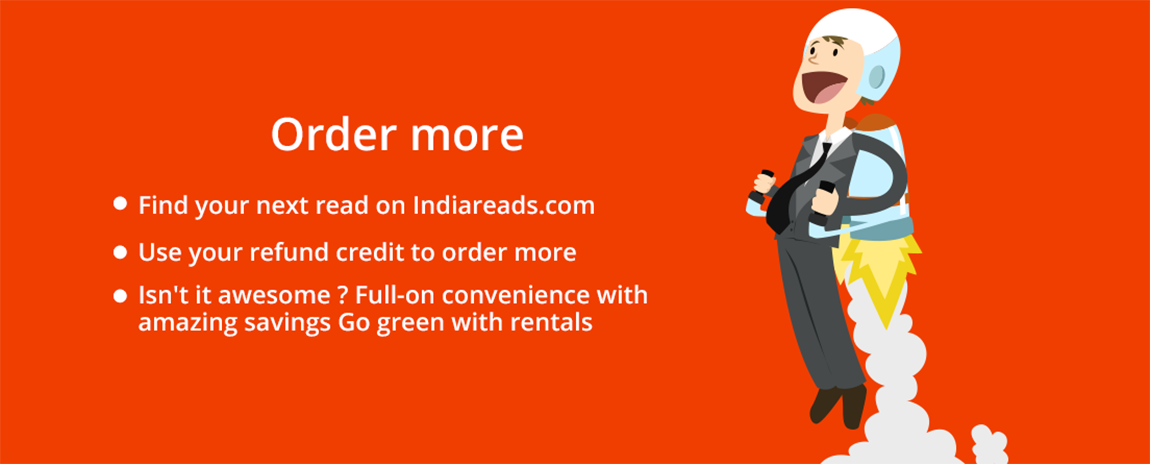 Order more
Find your next read on Indiareads.com
Use your refund credit to order more
Isn't it awesome ? Full-on convenience with
amazing savings Go green with rentals